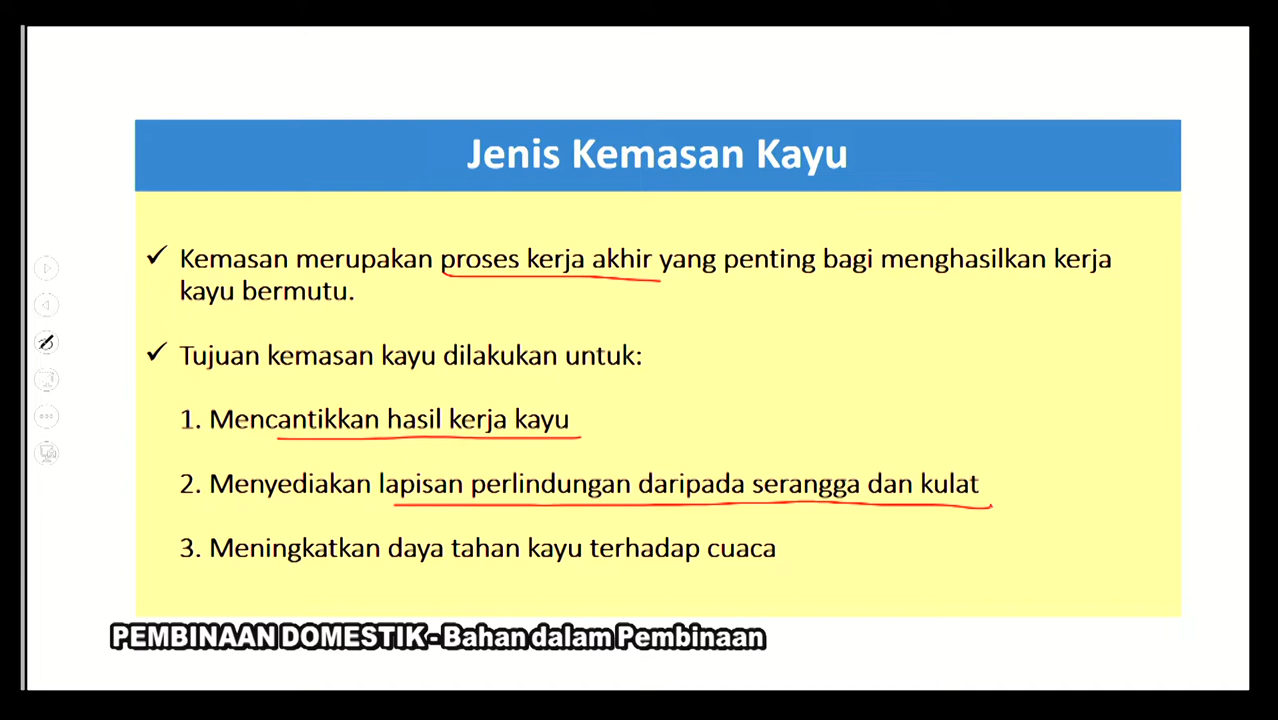 Jenis Kemasan Kayu
✓ Kemasan merupakan proses kerja akhir yang penting bagi menghasilkan kerja
kayu bermutu.
✓ Tujuan kemasan kayu dilakukan untuk:
1. Mencantikkan hasil kerja kayu
2. Menyediakan lapisan perlindungan daripada serangga dan kulat
3. Meningkatkan daya tahan kayu terhadap cuaca
PEMBINAAN DOMESTIK - Bahan dalam Pembinaan